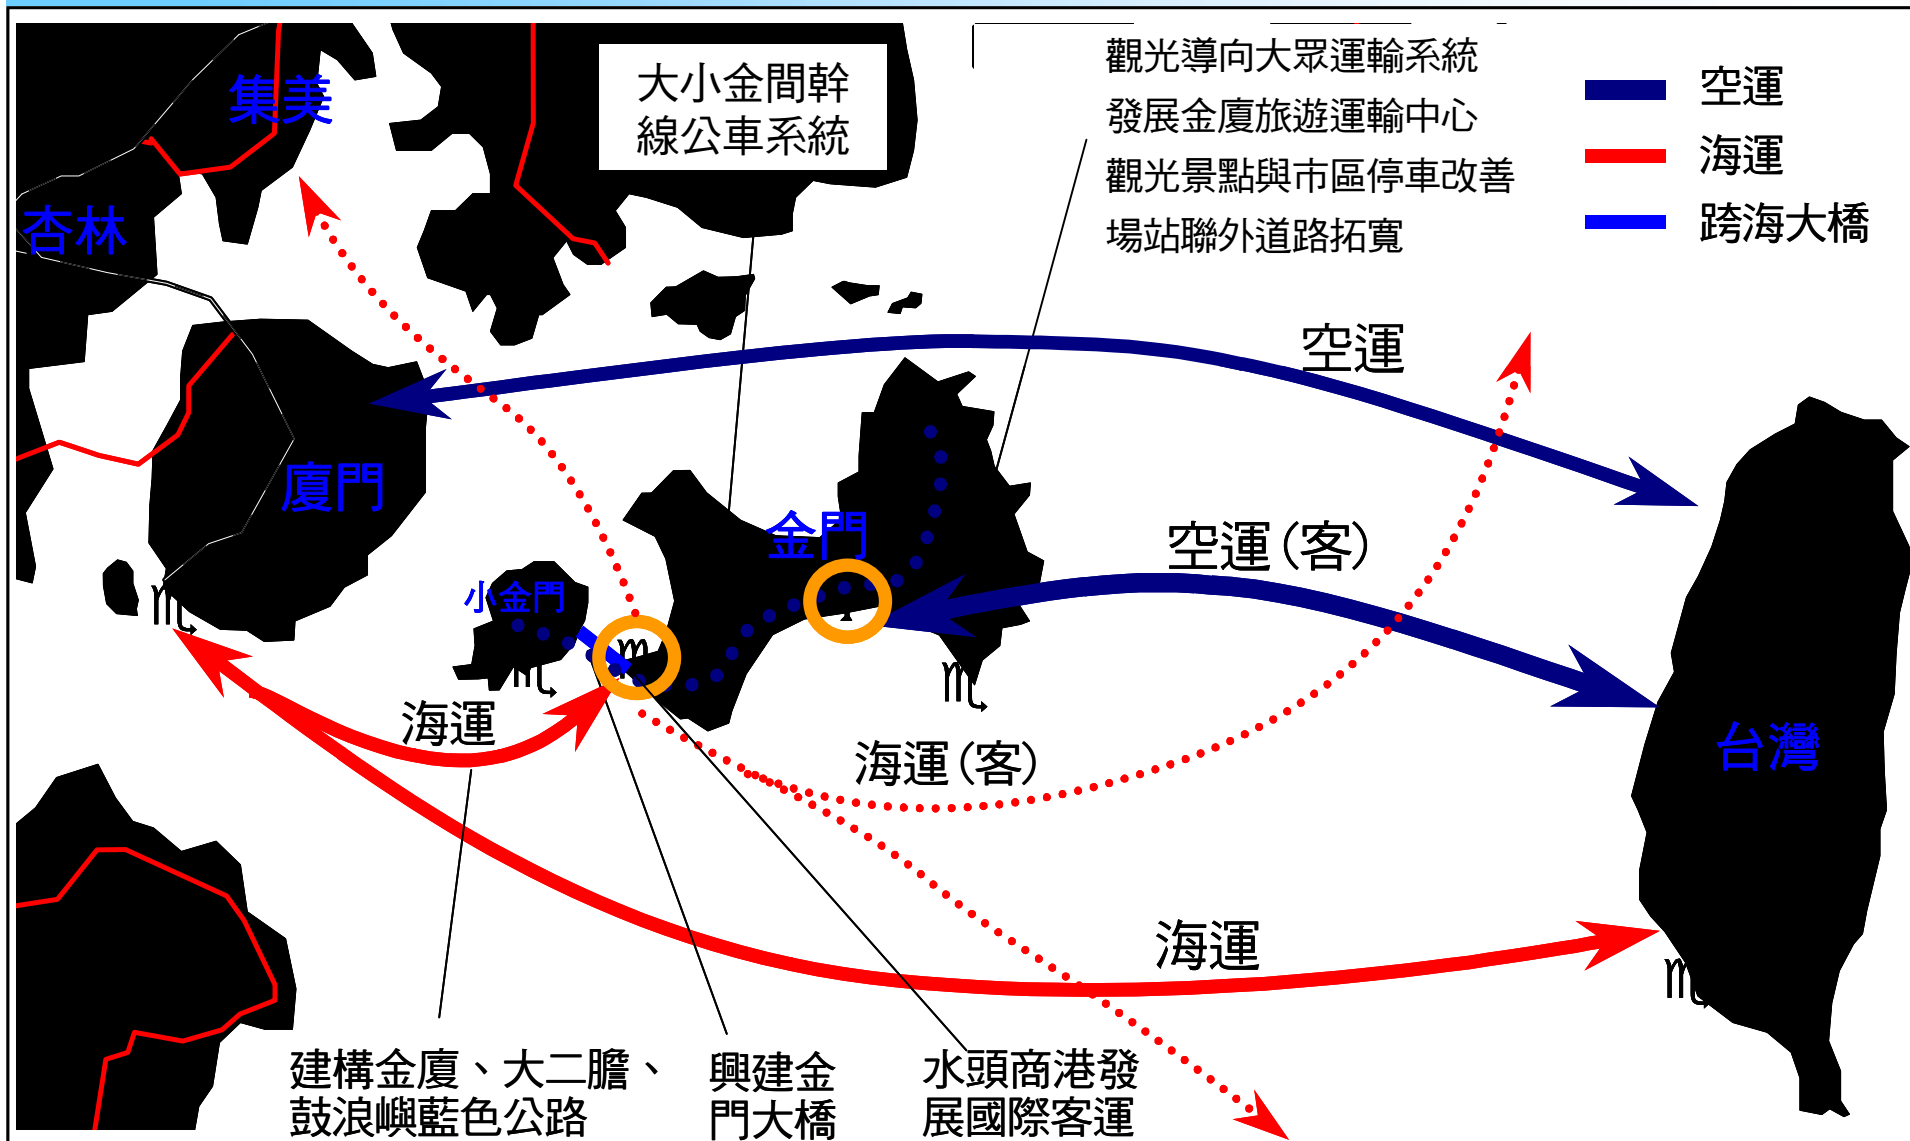 集美
杏林
大小金間幹
線公車系統
觀光導向大眾運輸系統
發展金廈旅遊運輸中心
觀光景點與市區停車改善
場站聯外道路拓寬
空運
海運
跨海大橋
空運
廈門
金門
空運(客)
小金門
海運
海運(客)
台灣
海運
建構金廈、大二膽、
鼓浪嶼藍色公路
興建金
門大橋
水頭商港發
展國際客運